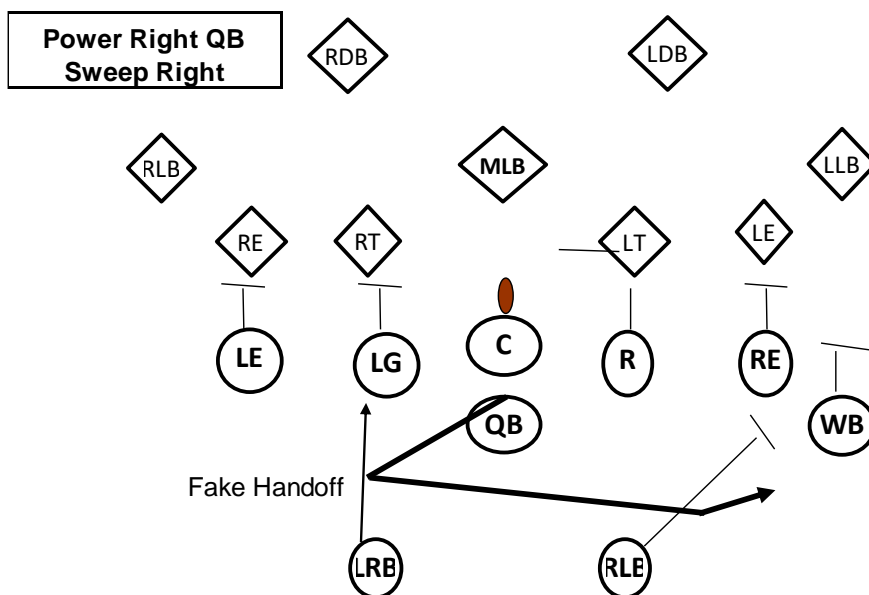 Power Right QB
Sweep Right
RDB
LDB
RLB
MLB
LLB
RE
RT
LT
LE
LE
LG
C
R
RE
QB
WB
Fake Handoff
LRB
RLB